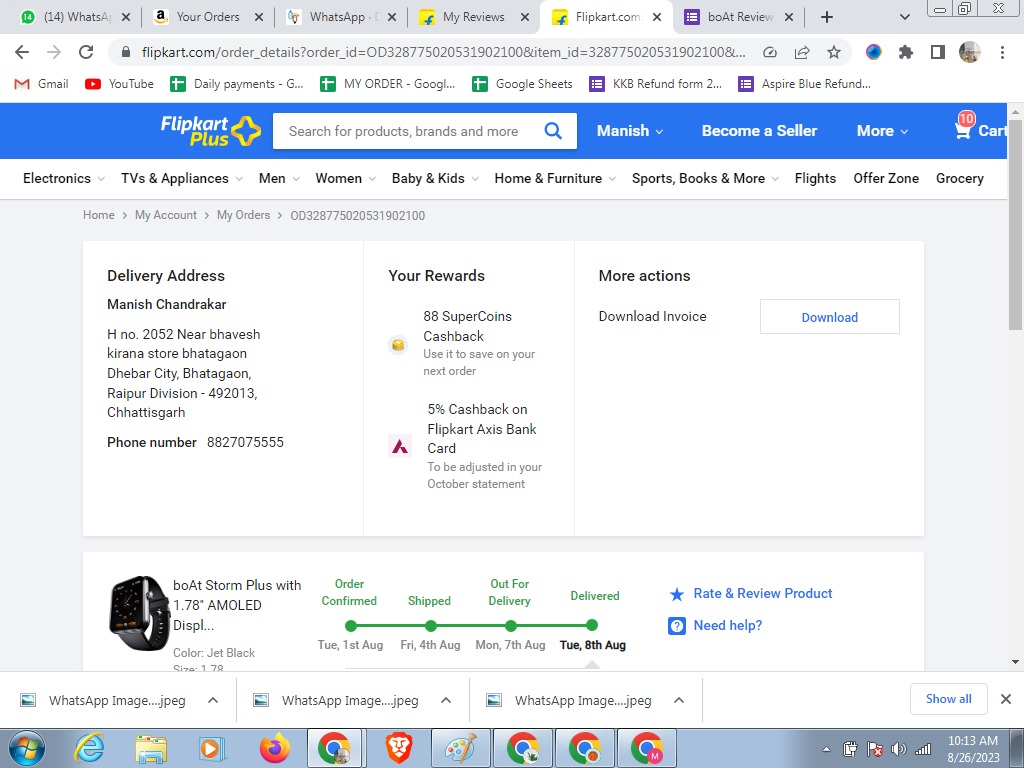 (14) WhatsA
Your Orders
WhatsApp
My Reviews
Flipkart.com
boAt Review
flipkart.com/order_details?order_id=OD328775020531902100&item_id=328775020531902100&...
Gmail
YouTube
Daily payments - G...
MY ORDER - Googl...
Google Sheets
KKB Refund form 2...
Aspire Blue Refund...
Flipkart
Plus
Search for products, brands and more
Manish
Become a Seller
More
10
Cart
Electronics
TVs & Appliances
Men
Women
Baby & Kids
Home & Furniture
Sports, Books & More
Flights
Offer Zone
Grocery
Home > My Account > My Orders > OD328775020531902100
Delivery Address
Manish Chandrakar
H no. 2052 Near bhavesh
kirana store bhatagaon
Dhebar City, Bhatagaon,
Raipur Division - 492013,
Chhattisgarh
Phone number 8827075555
Your Rewards
88 SuperCoins
Cashback
Use it to save on your
next order
5% Cashback on
Flipkart Axis Bank
Card
To be adjusted in your
October statement
More actions
Download Invoice
Download
boAt Storm Plus with
1.78" AMOLED
Displ...
Color: Jet Black
Size: 1.78
Order
Confirmed
Shipped
Out For
Delivery
Delivered
Tue, 1st Aug
Fri, 4th Aug
Mon, 7th Aug
Tue, 8th Aug
Rate & Review Product
Need help?
WhatsApp Image....jpeg
WhatsApp Image....jpeg
WhatsApp Image....jpeg
Show all
10:13 AM
8/26/2023